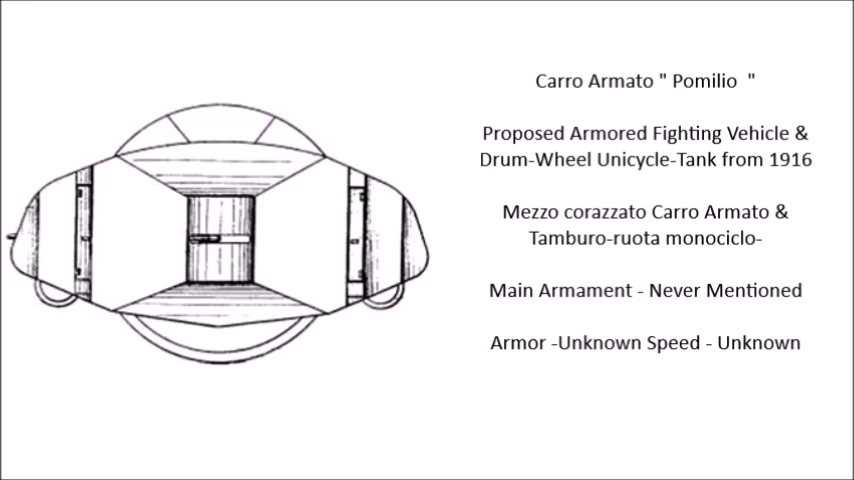 Carro Armato " Pomilio  "
Proposed Armored Fighting Vehicle &
Drum-Wheel Unicycle-Tank from 1916
Mezzo corazzato Carro Armato &
Tamburo-ruota monociclo-
Main Armament - Never Mentioned
Armor -Unknown Speed - Unknown